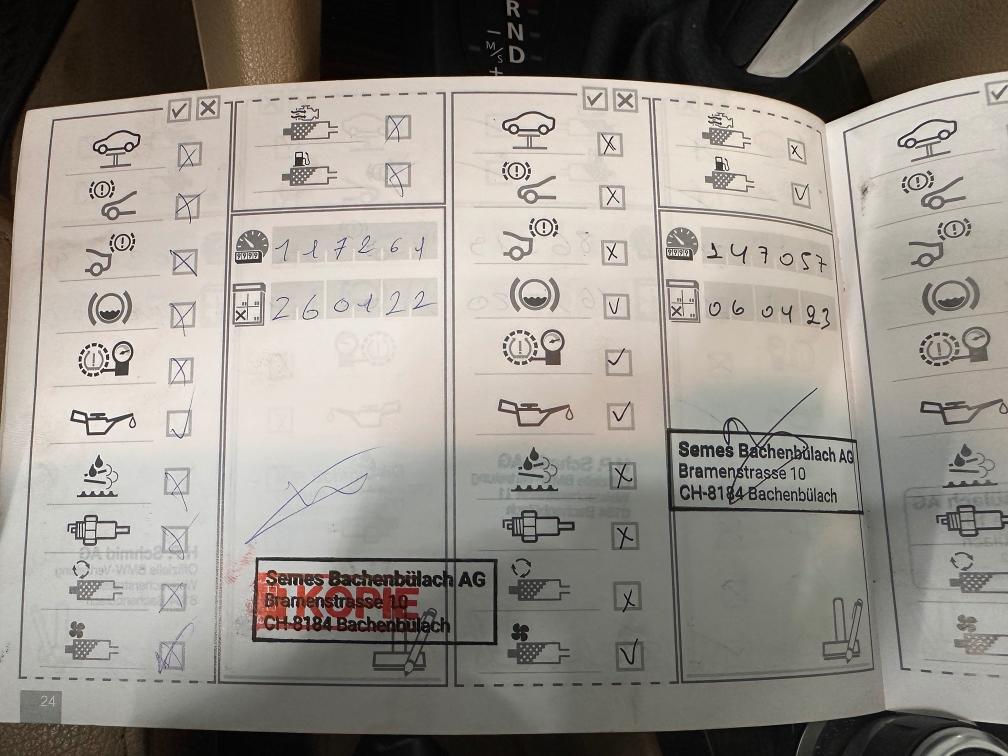 R
N
D
M/S
+
117261
260122
Semes Bachenbülach AG
Bramenstrasse 10
CH-8184 Bachenbülach
KOPIE
147057
060423
Semes Bachenbülach AG
Bramenstrasse 10
CH-8184 Bachenbülach
24